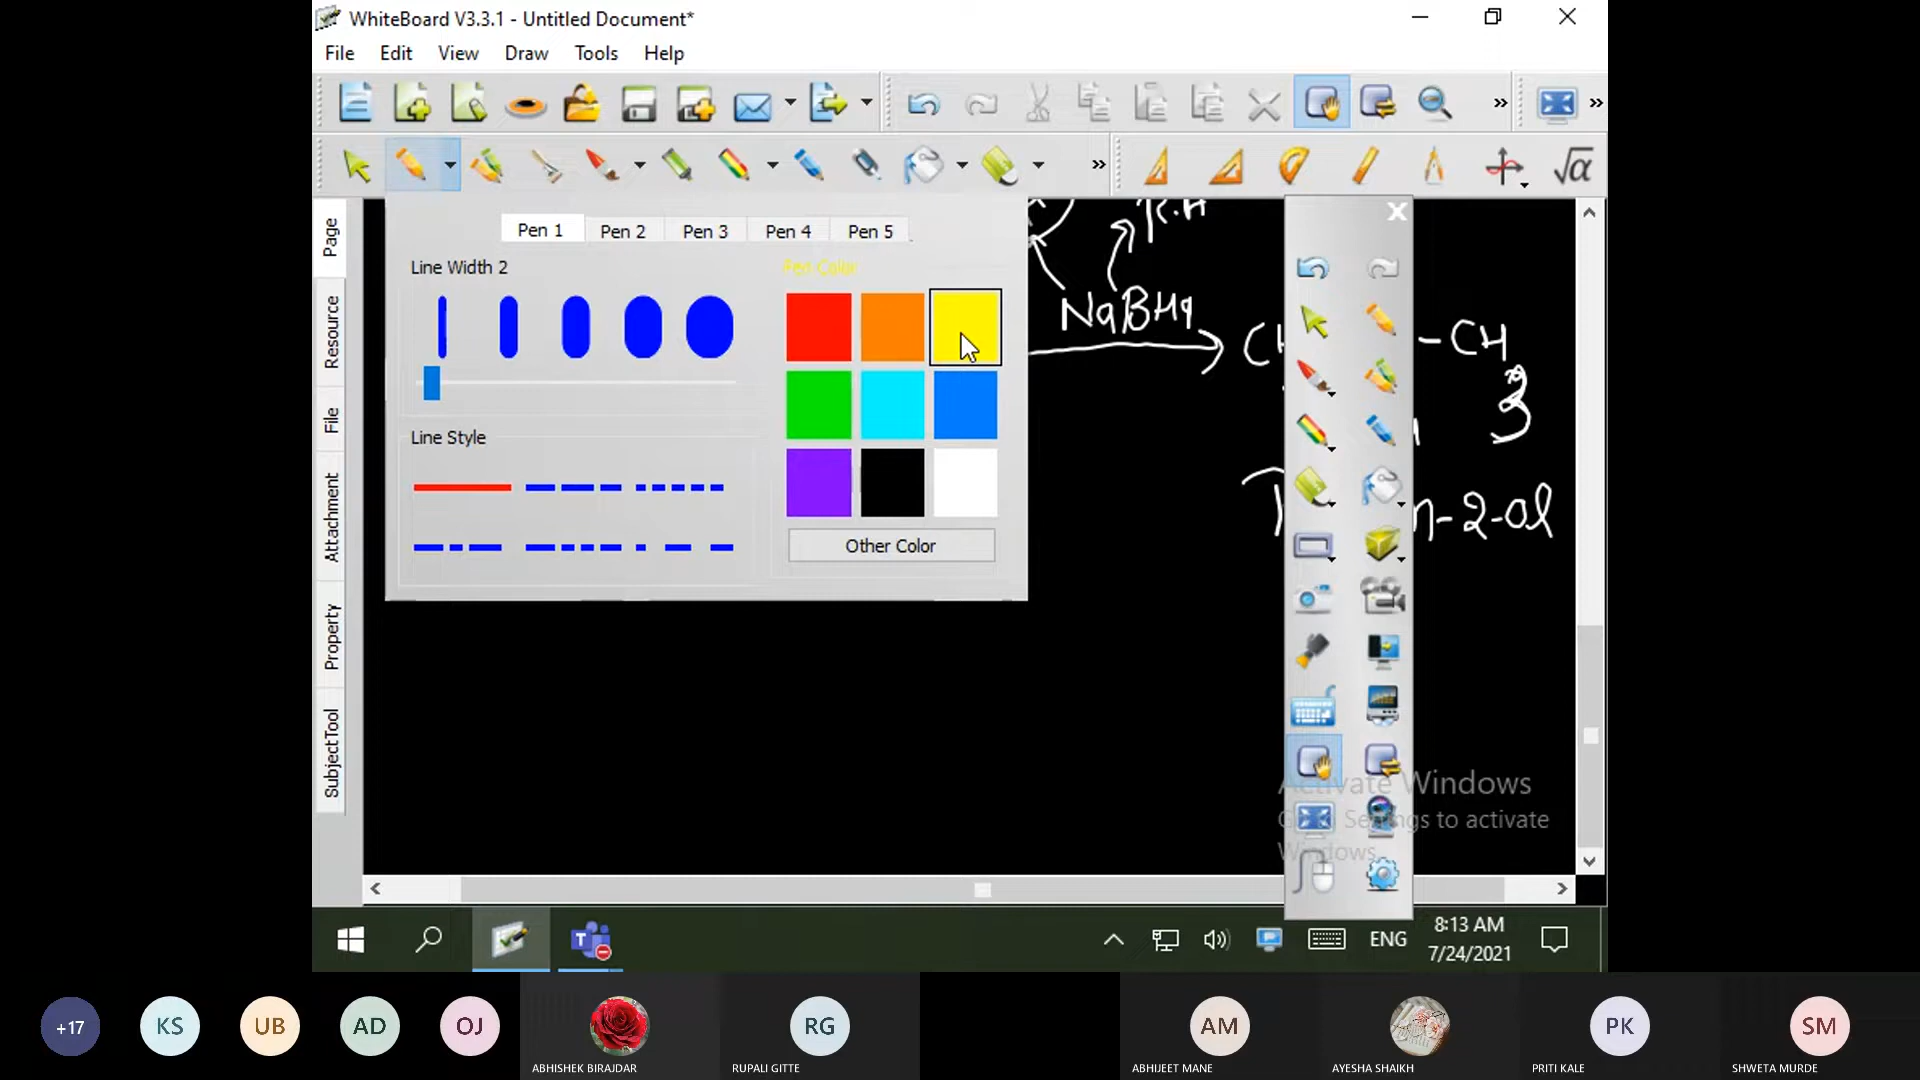 WhiteBoard V3.3.1 - Untitled Document*
File Edit View Draw Tools Help
Page
Resource
File
Attachment
Property
SubjectTool
Pen 1 Pen 2 Pen 3 Pen 4 Pen 5
Line Width 2
Pen Color
Line Style
Other Color
NaBH4
CH -CH
3
n-2-ol
Activate Windows
Go to Settings to activate
Windows.
ENG
8:13 AM
7/24/2021
+17 KS UB AD OJ RG AM PK SM
ABHISHEK BIRAJDAR RUPALI GITTE ABHIJEET MANE AYESHA SHAIKH PRITI KALE SHWETA MURDE